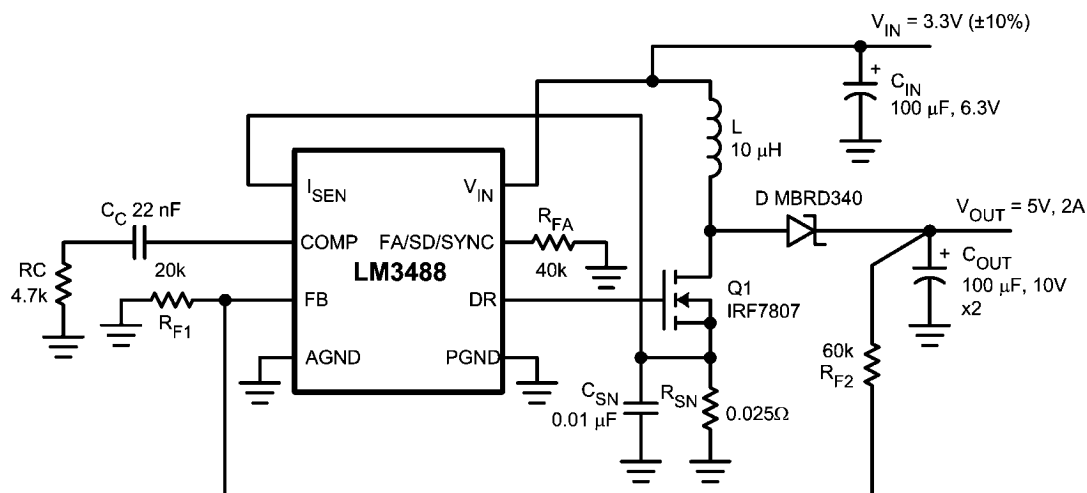 V_IN = 3.3V (±10%)
C_IN
100 µF, 6.3V
L
10 µH
I_SEN
V_IN
D MBRD340
V_OUT = 5V, 2A
C_C 22 nF
R_FA
COMP
FA/SD/SYNC
LM3488
40k
20k
RC
4.7k
C_OUT
100 µF, 10V
x2
Q1
IRF7807
FB
DR
R_F1
60k
R_F2
AGND
PGND
C_SN
0.01 µF
R_SN
0.025Ω